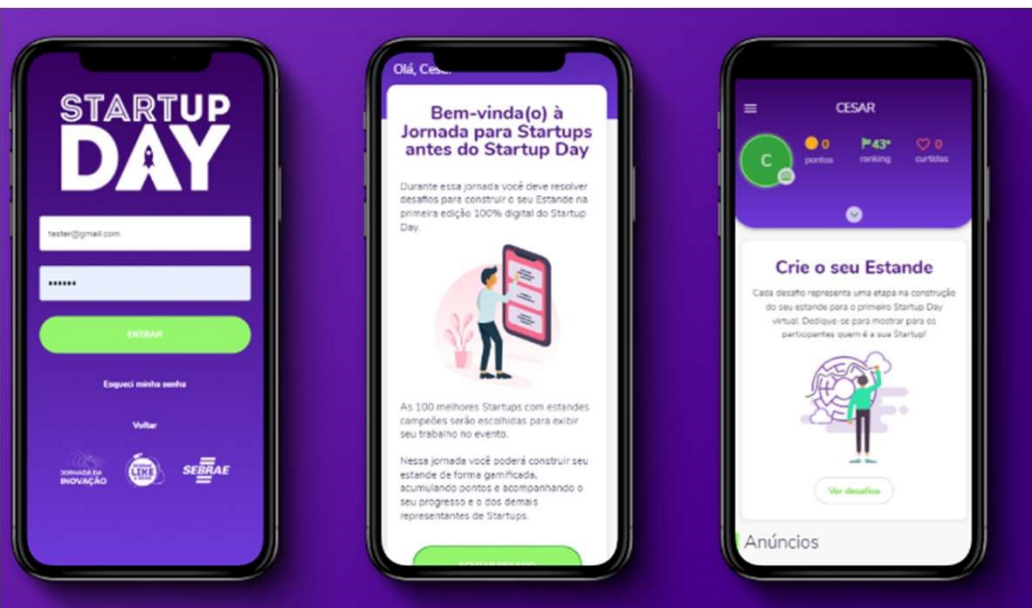 STARTUP
DAY
tester@gmail.com
••••••
ENTRAR
Esqueci minha senha
Voltar
JORNADA DA
INOVAÇÃO
LIKE
A BOSS
SEBRAE
Olá, Cesar
Bem-vinda(o) à
Jornada para Startups
antes do Startup Day
Durante essa jornada você deve resolver
desafios para construir o seu Estande na
primeira edição 100% digital do Startup
Day.
As 100 melhores Startups com estandes
campeões serão escolhidas para exibir
seu trabalho no evento.
Nessa jornada você poderá construir seu
estande de forma gamificada,
acumulando pontos e acompanhando o
seu progresso e o dos demais
representantes de Startups.
CESAR
C
0
pontos
43º
ranking
0
curtidas
Crie o seu Estande
Cada desafio representa uma etapa na construção
do seu estande para o primeiro Startup Day
virtual. Dedique-se para mostrar para os
participantes quem é a sua Startup!
Ver desafios
Anúncios